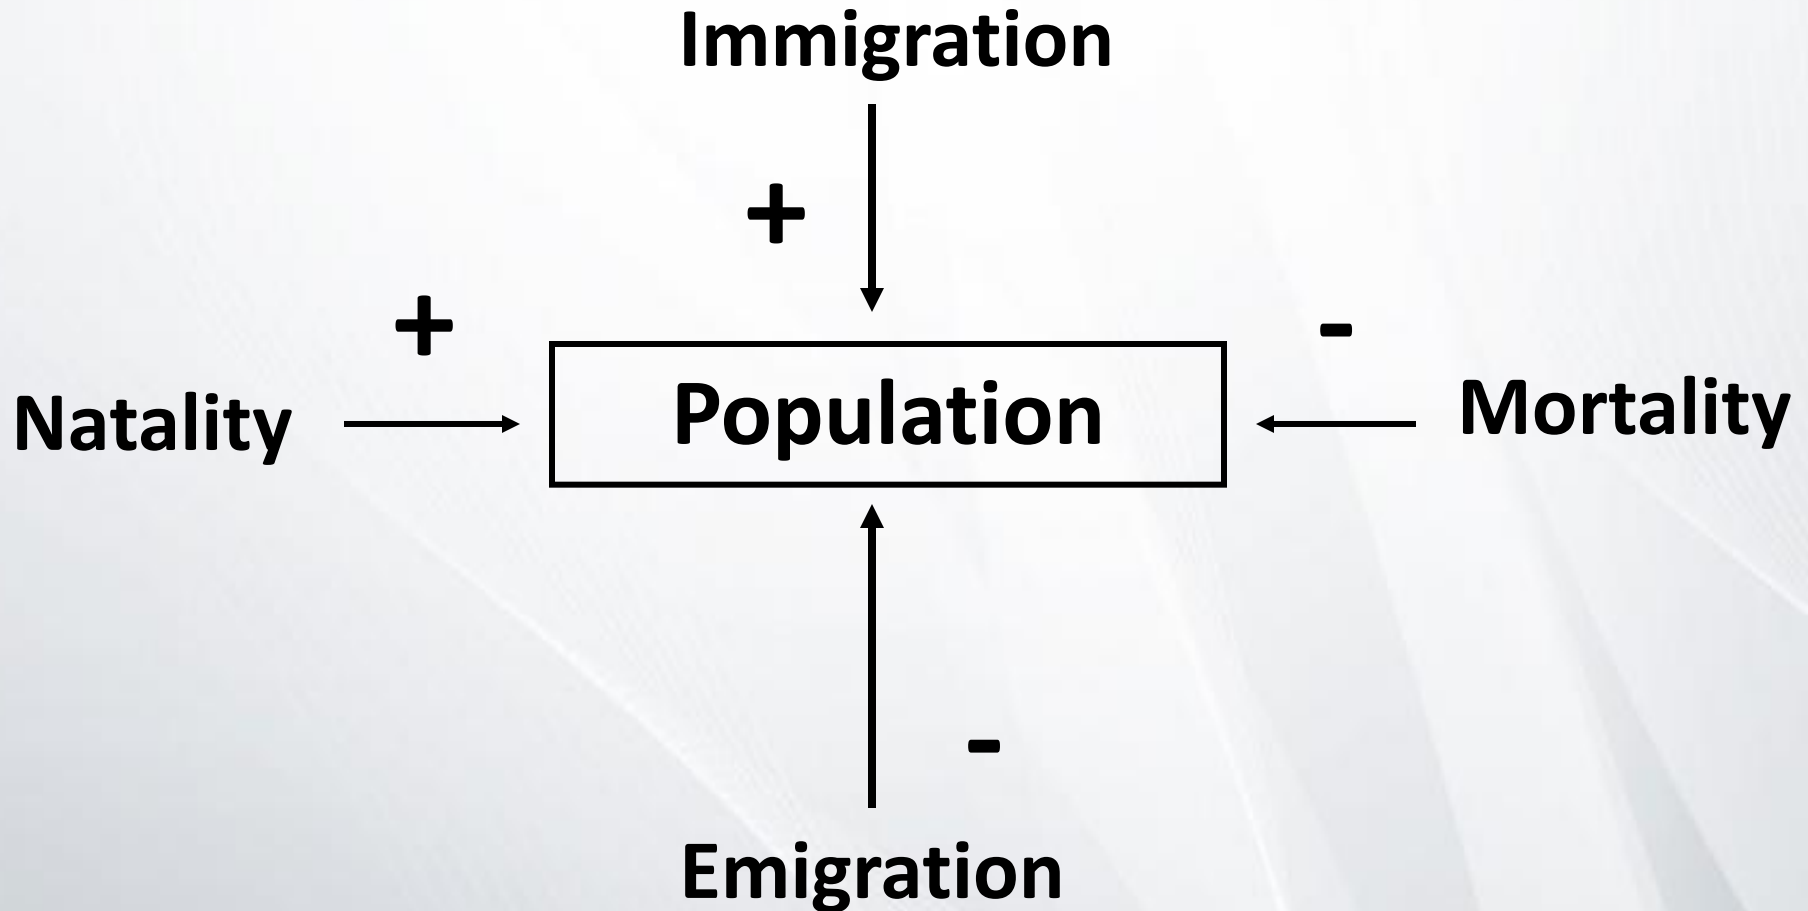 Immigration
+
+
-
Natality
Population
Mortality
-
Emigration